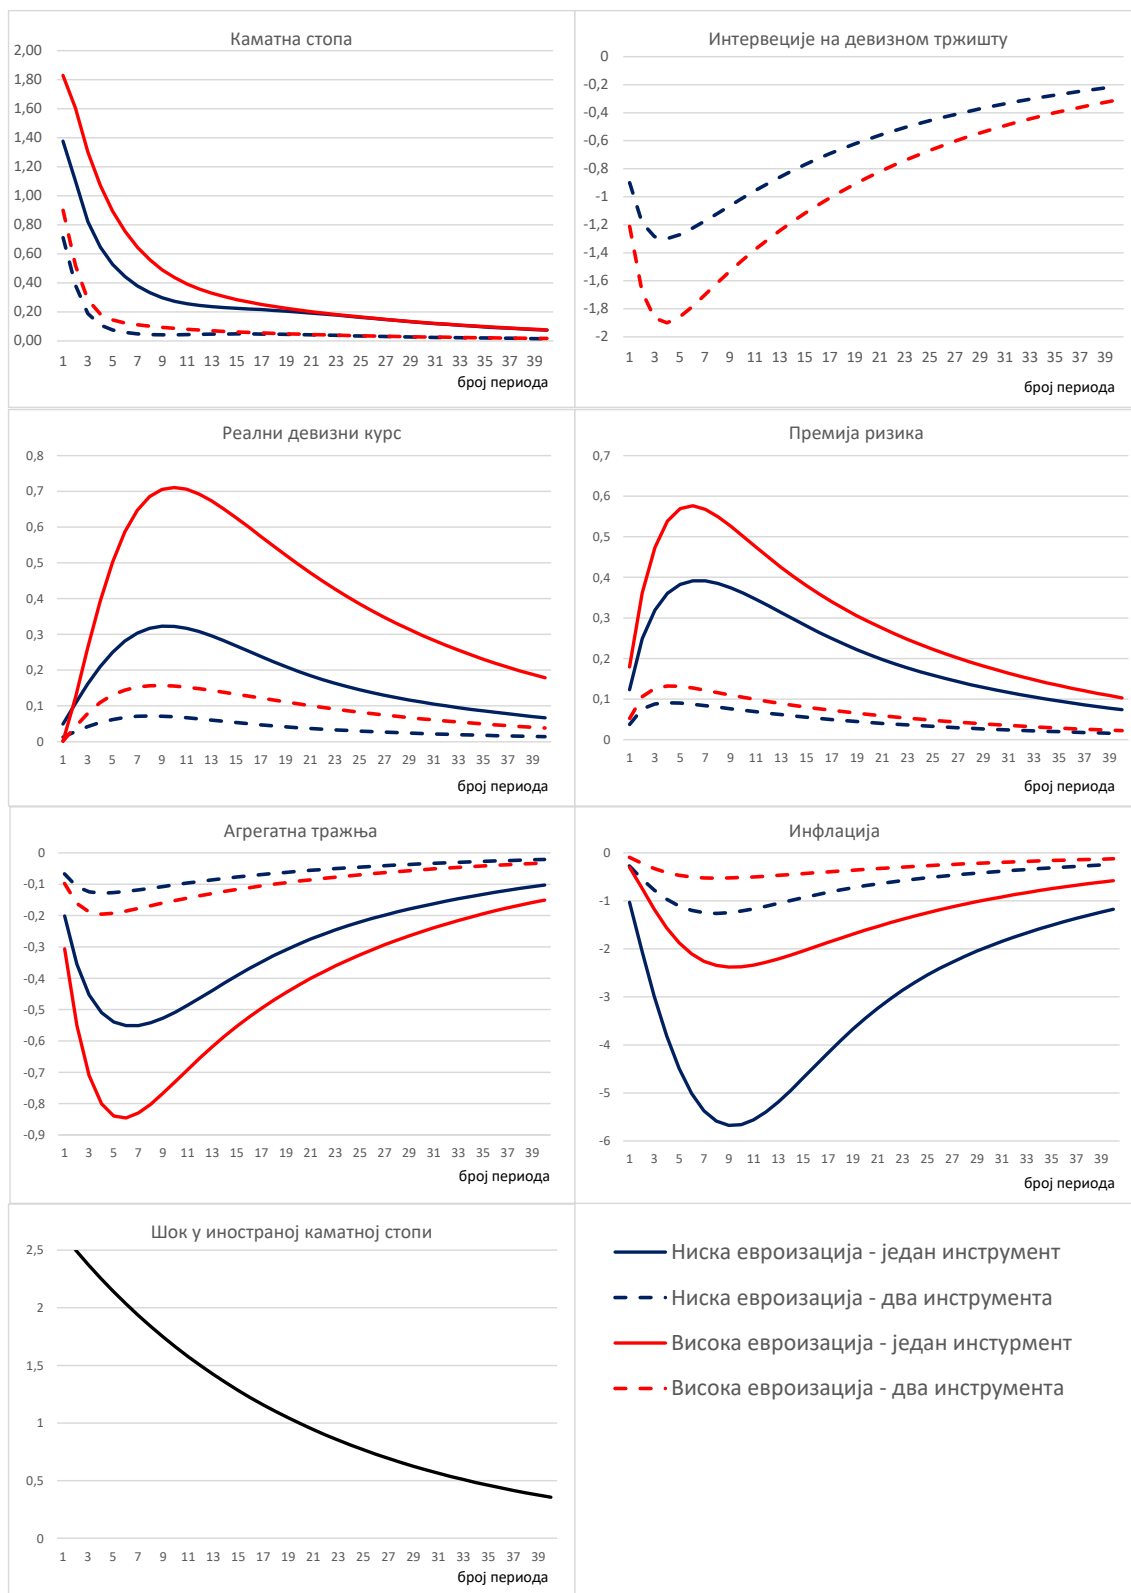 Каматна стопа
2,00
1,80
1,60
1,40
1,20
1,00
0,80
0,60
0,40
0,20
0,00
1 3 5 7 9 11 13 15 17 19 21 23 25 27 29 31 33 35 37 39
број периода
Интервеције на девизном тржишту
0
-0,2
-0,4
-0,6
-0,8
-1
-1,2
-1,4
-1,6
-1,8
-2
1 3 5 7 9 11 13 15 17 19 21 23 25 27 29 31 33 35 37 39
број периода
Реални девизни курс
0,8
0,7
0,6
0,5
0,4
0,3
0,2
0,1
0
1 3 5 7 9 11 13 15 17 19 21 23 25 27 29 31 33 35 37 39
број периода
Премија ризика
0,7
0,6
0,5
0,4
0,3
0,2
0,1
0
1 3 5 7 9 11 13 15 17 19 21 23 25 27 29 31 33 35 37 39
број периода
Агрегатна тражња
0
-0,1
-0,2
-0,3
-0,4
-0,5
-0,6
-0,7
-0,8
-0,9
1 3 5 7 9 11 13 15 17 19 21 23 25 27 29 31 33 35 37 39
број периода
Инфлација
0
-1
-2
-3
-4
-5
-6
1 3 5 7 9 11 13 15 17 19 21 23 25 27 29 31 33 35 37 39
број периода
Шок у иностраној каматној стопи
2,5
2
1,5
1
0,5
0
1 3 5 7 9 11 13 15 17 19 21 23 25 27 29 31 33 35 37 39
број периода
Ниска евроизација - један инструмент
Ниска евроизација - два инструмента
Висока евроизација - један инстурмент
Висока евроизација - два инструмента